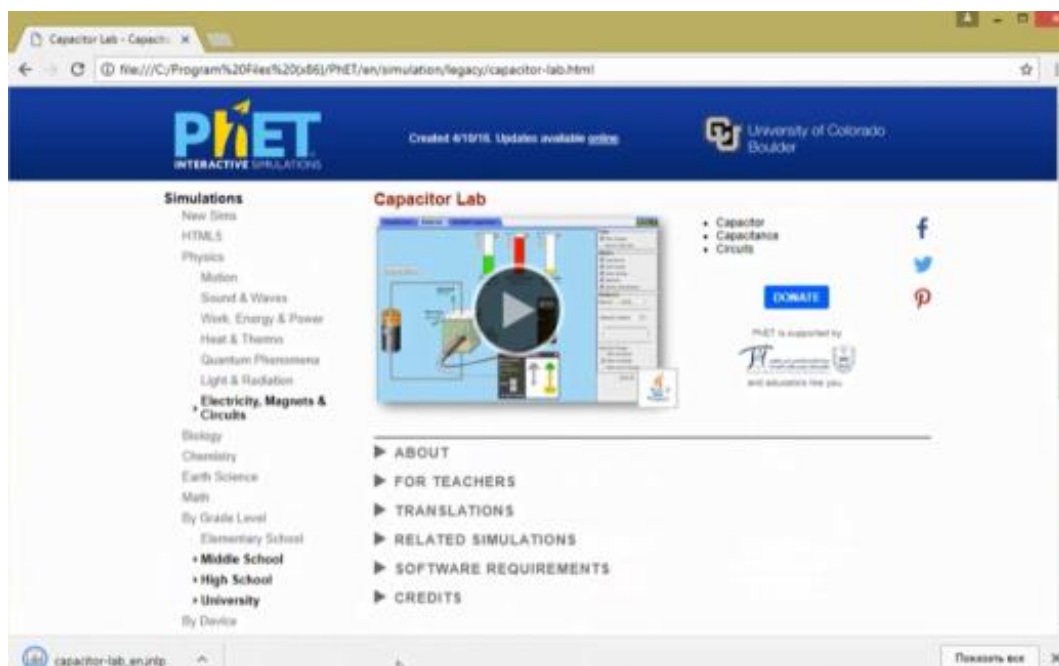 Capacitor Lab - Capacit
file:///C:/Program%20Files%20(x86)/PhET/en/simulation/legacy/capacitor-lab.html
PhET
INTERACTIVE SIMULATIONS
Created 4/10/16. Updates available online.
University of Colorado
Boulder
Simulations
New Sims
HTML5
Physics
Motion
Sound & Waves
Work, Energy & Power
Heat & Thermo
Quantum Phenomena
Light & Radiation
Electricity, Magnets &
Circuits
Biology
Chemistry
Earth Science
Math
By Grade Level
Elementary School
Middle School
High School
University
By Device
Capacitor Lab
Capacitor
Capacitance
Circuits
DONATE
PhET is supported by
and educators like you.
ABOUT
FOR TEACHERS
TRANSLATIONS
RELATED SIMULATIONS
SOFTWARE REQUIREMENTS
CREDITS
capacitor-lab_en.jnlp
Показать все